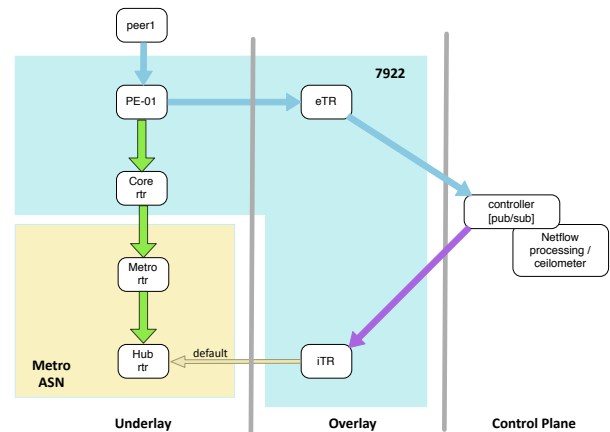 peer1
7922
PE-01
eTR
Core
rtr
controller
[pub/sub]
Netflow
processing /
ceilometer
Metro
rtr
default
Hub
rtr
iTR
Metro
ASN
Underlay
Overlay
Control Plane